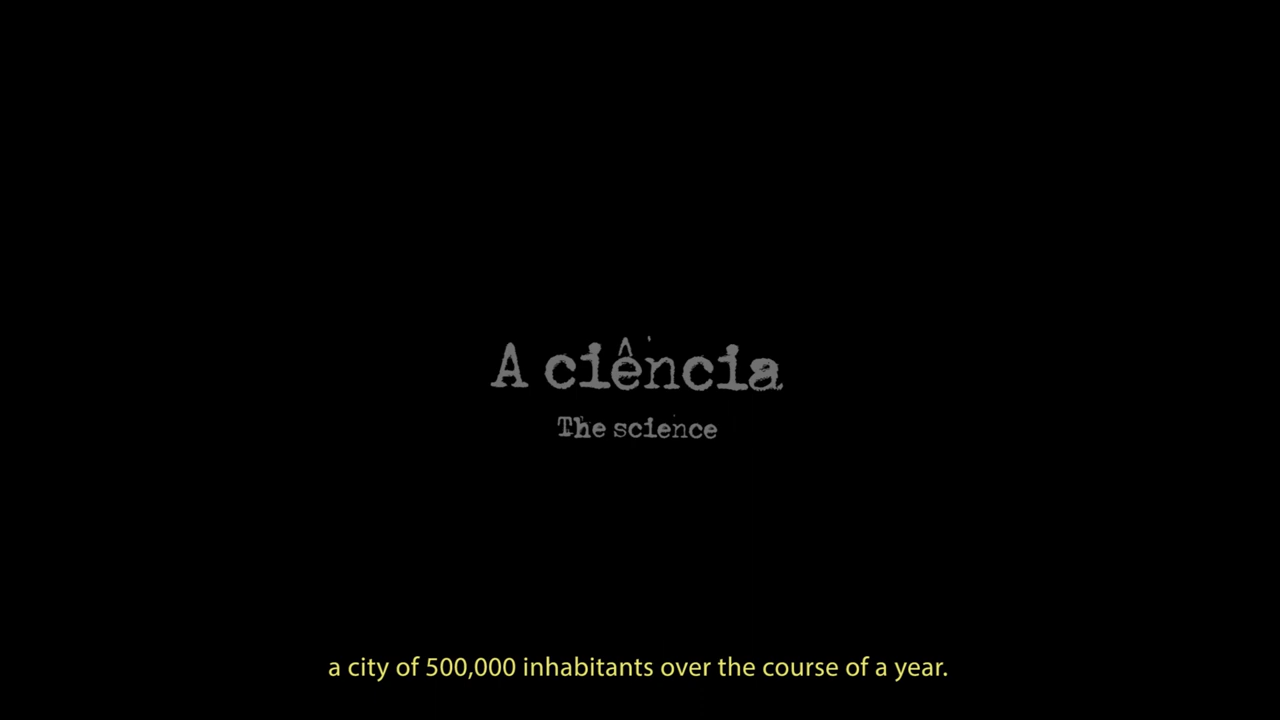 A ciência
The science
a city of 500,000 inhabitants over the course of a year.